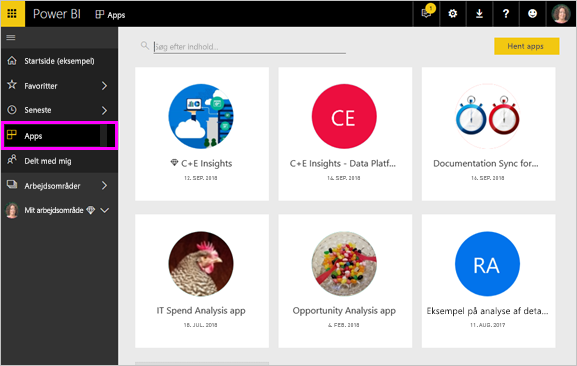 Power BI Apps
1
Startside (eksempel)
Favoritter
Seneste
Apps
Delt med mig
Arbejdsområder
Mit arbejdsområde
Søg efter indhold...
Hent apps
C+E Insights
12. SEP. 2018
CE
C+E Insights - Data Platf...
14. SEP. 2018
Documentation Sync for...
14. SEP. 2018
IT Spend Analysis app
18. JUL. 2018
Opportunity Analysis app
6. FEB. 2018
RA
Eksempel på analyse af deta...
11. AUG. 2017